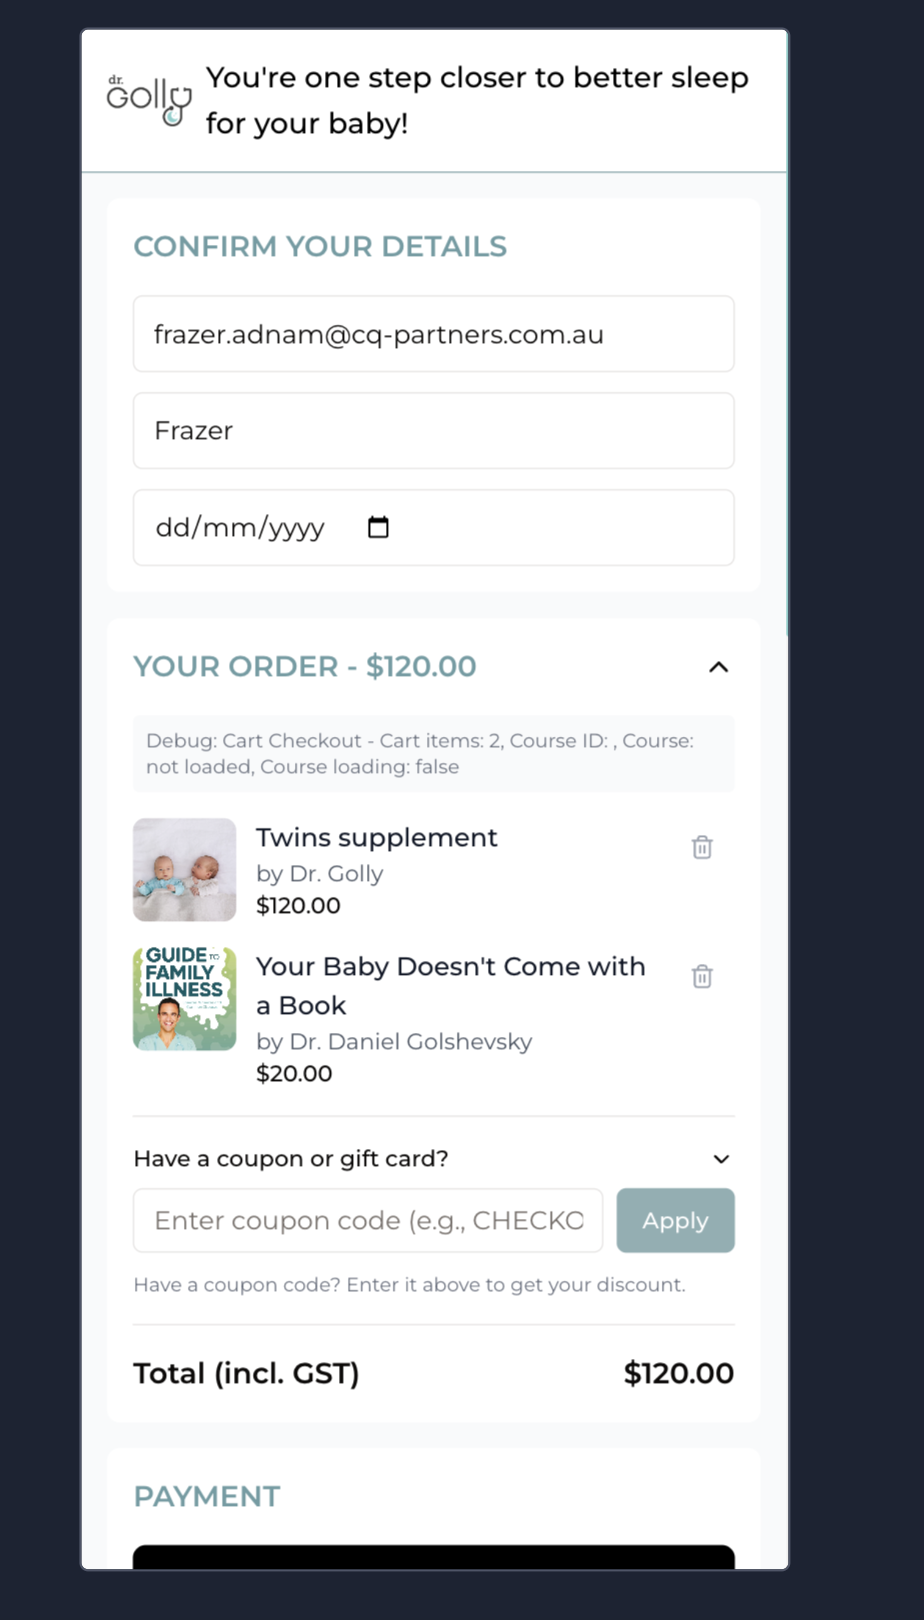 dr.
Golly
You're one step closer to better sleep
for your baby!
CONFIRM YOUR DETAILS
frazer.adnam@cq-partners.com.au
Frazer
dd/mm/yyyy
YOUR ORDER - $120.00
Debug: Cart Checkout - Cart items: 2, Course ID: , Course:
not loaded, Course loading: false
Twins supplement
by Dr. Golly
$120.00
GUIDE TO
FAMILY
ILLNESS
Your Baby Doesn't Come with
a Book
by Dr. Daniel Golshevsky
$20.00
Have a coupon or gift card?
Enter coupon code (e.g., CHECKO
Apply
Have a coupon code? Enter it above to get your discount.
Total (incl. GST)
$120.00
PAYMENT